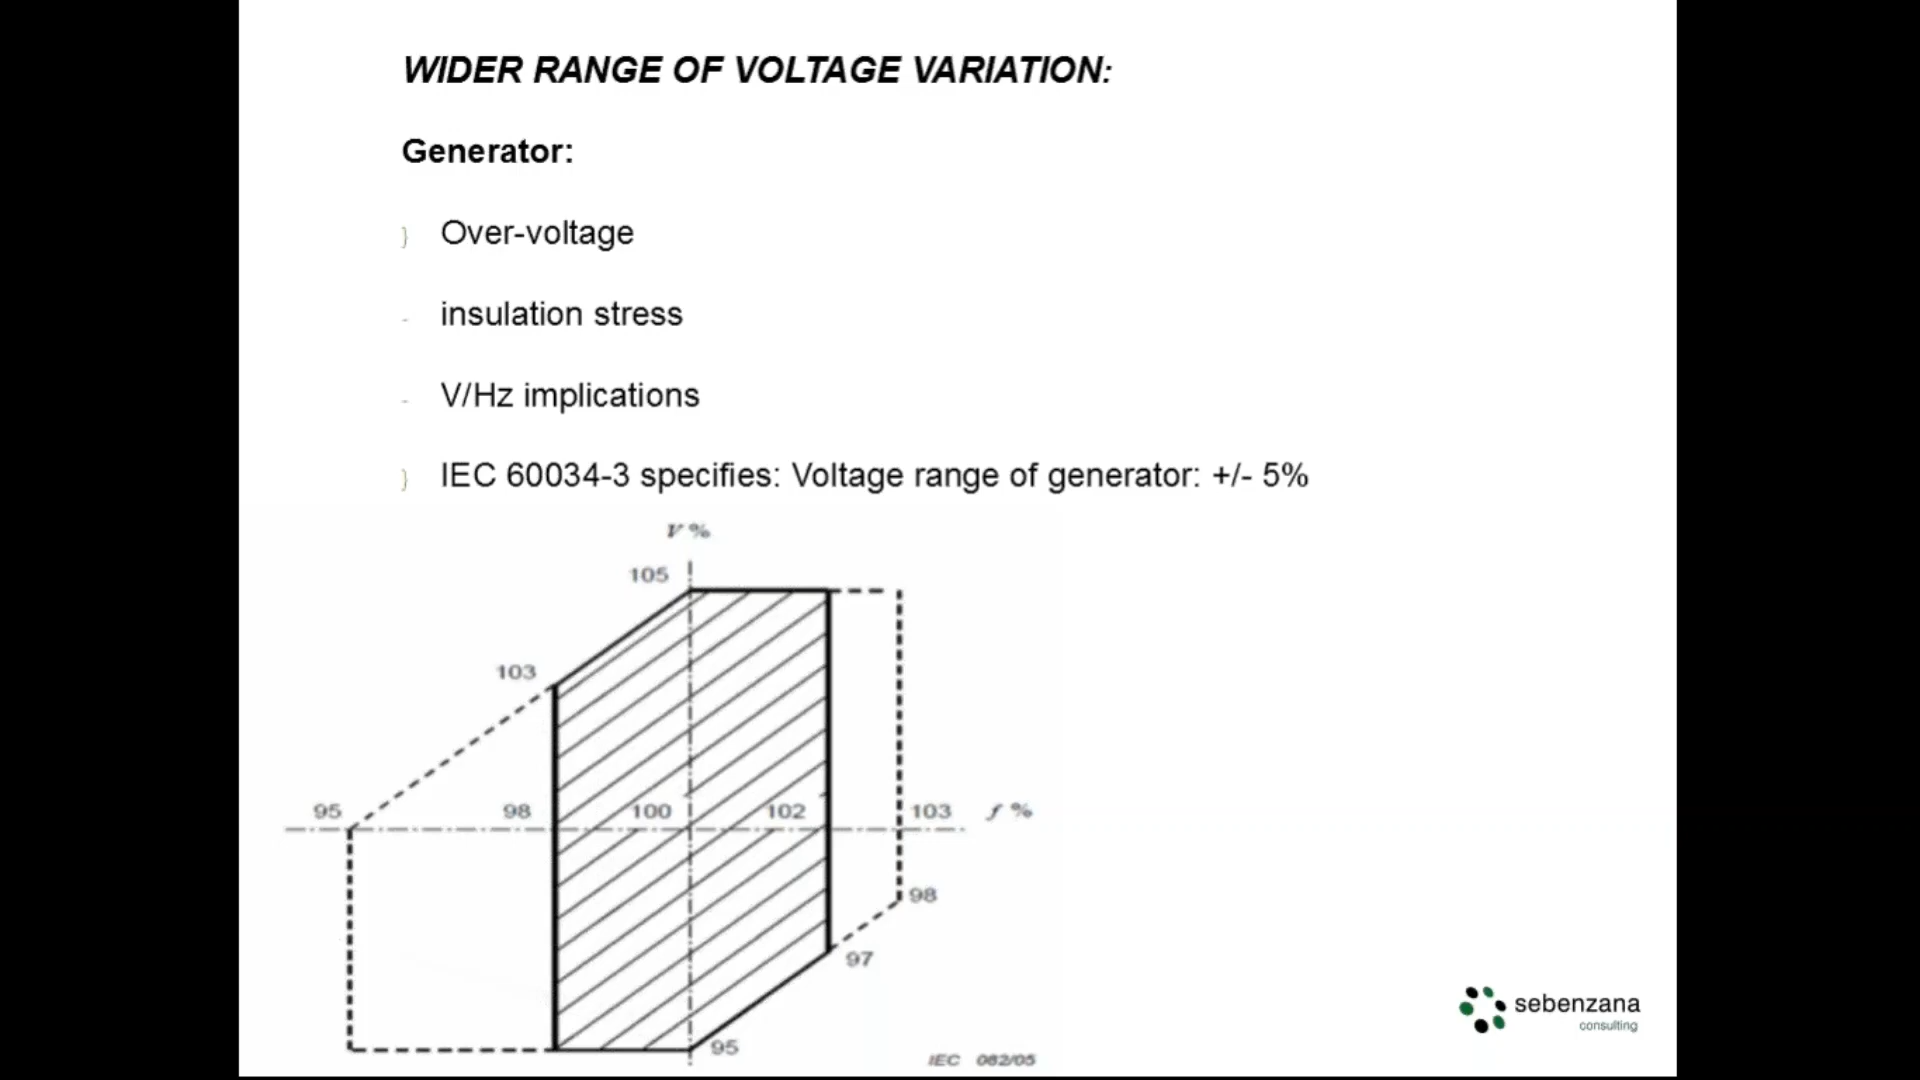 WIDER RANGE OF VOLTAGE VARIATION:
Generator:
} Over-voltage
- insulation stress
- V/Hz implications
} IEC 60034-3 specifies: Voltage range of generator: +/- 5%
V %
105
103
95 98 100 102 103 f %
98
97
95
IEC 082/05
sebenzana
consulting